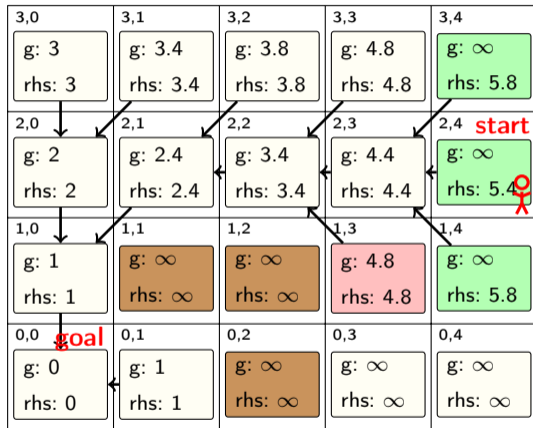 3,0 3,1 3,2 3,3 3,4
g: 3 g: 3.4 g: 3.8 g: 4.8 g: ∞
rhs: 3 rhs: 3.4 rhs: 3.8 rhs: 4.8 rhs: 5.8
2,0 2,1 2,2 2,3 2,4 start
g: 2 g: 2.4 g: 3.4 g: 4.4 g: ∞
rhs: 2 rhs: 2.4 rhs: 3.4 rhs: 4.4 rhs: 5.4
1,0 1,1 1,2 1,3 1,4
g: 1 g: ∞ g: ∞ g: 4.8 g: ∞
rhs: 1 rhs: ∞ rhs: ∞ rhs: 4.8 rhs: 5.8
0,0 goal 0,1 0,2 0,3 0,4
g: 0 g: 1 g: ∞ g: ∞ g: ∞
rhs: 0 rhs: 1 rhs: ∞ rhs: ∞ rhs: ∞